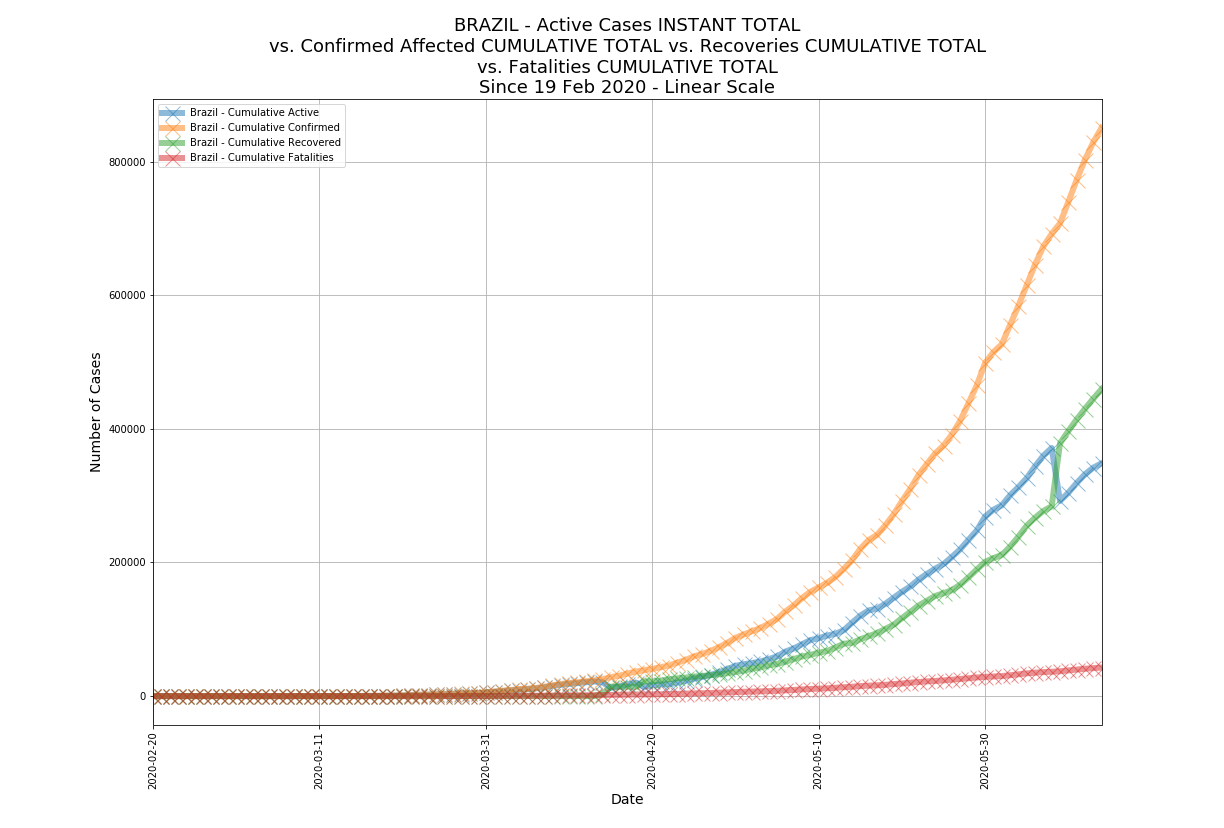 BRAZIL - Active Cases INSTANT TOTAL
vs. Confirmed Affected CUMULATIVE TOTAL vs. Recoveries CUMULATIVE TOTAL
vs. Fatalities CUMULATIVE TOTAL
Since 19 Feb 2020 - Linear Scale
Brazil - Cumulative Active
Brazil - Cumulative Confirmed
Brazil - Cumulative Recovered
Brazil - Cumulative Fatalities
800000
600000
400000
200000
0
Number of Cases
2020-02-20
2020-03-11
2020-03-31
2020-04-20
2020-05-10
2020-05-30
Date